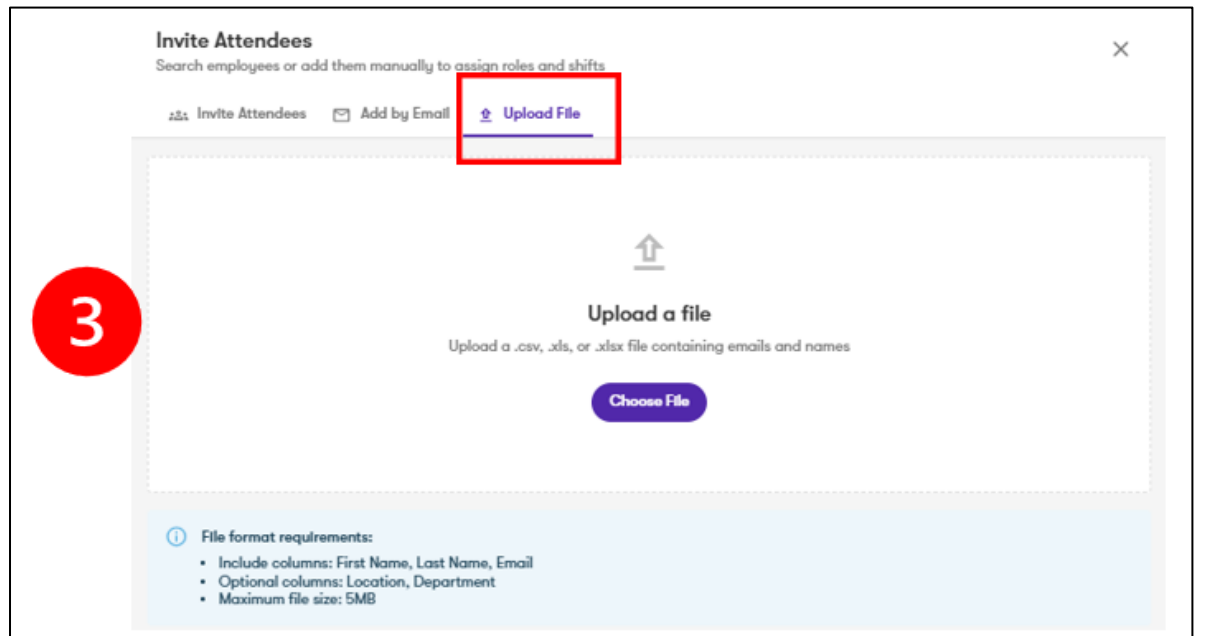 Invite Attendees
Search employees or add them manually to assign roles and shifts
Invite Attendees Add by Email Upload File
3
Upload a file
Upload a .csv, .xls, or .xlsx file containing emails and names
Choose File
File format requirements:
• Include columns: First Name, Last Name, Email
• Optional columns: Location, Department
• Maximum file size: 5MB